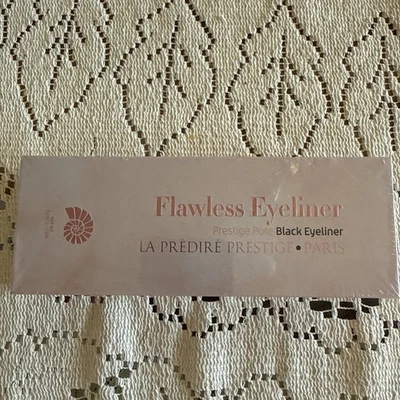 Flawless Eyeliner
Prestige Pure Black Eyeliner
LA PRÉDIRÉ PRESTIGE • PARIS